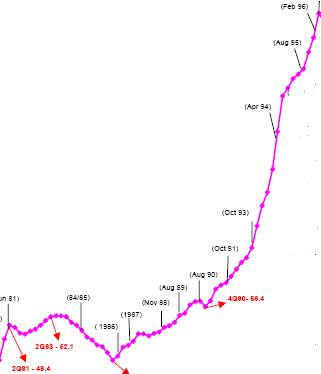 (Feb 96)
(Aug 95)
(Apr 94)
(Oct 93)
(Oct 91)
(Aug 90)
(Aug 89)
4Q90- 56.4
un 81)
(84/85)
(Nov 88)
(1987)
( 1986)
)
2Q83 - 52.1
2Q81 - 48.4